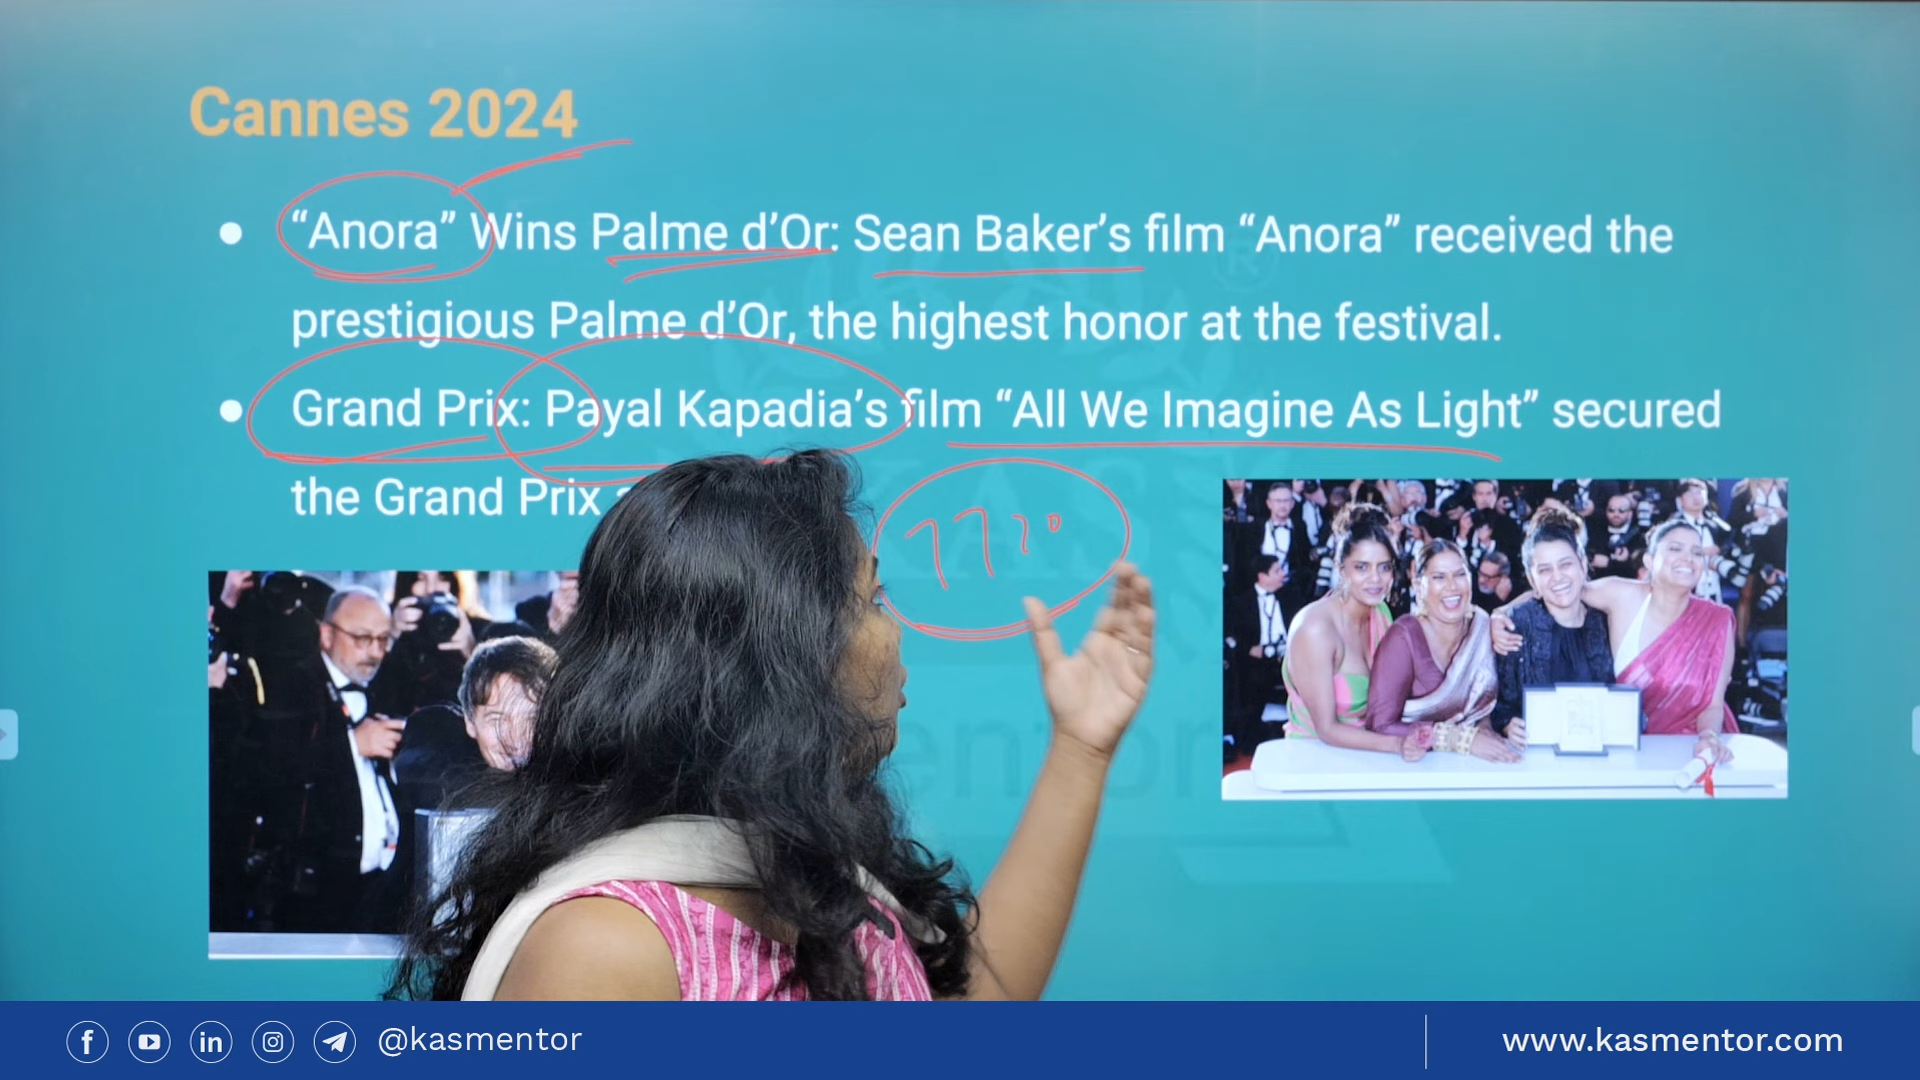 Cannes 2024
● “Anora” Wins Palme d’Or: Sean Baker’s film “Anora” received the
prestigious Palme d’Or, the highest honor at the festival.
● Grand Prix: Payal Kapadia’s film “All We Imagine As Light” secured
the Grand Prix
KAS
mentor
@kasmentor
www.kasmentor.com